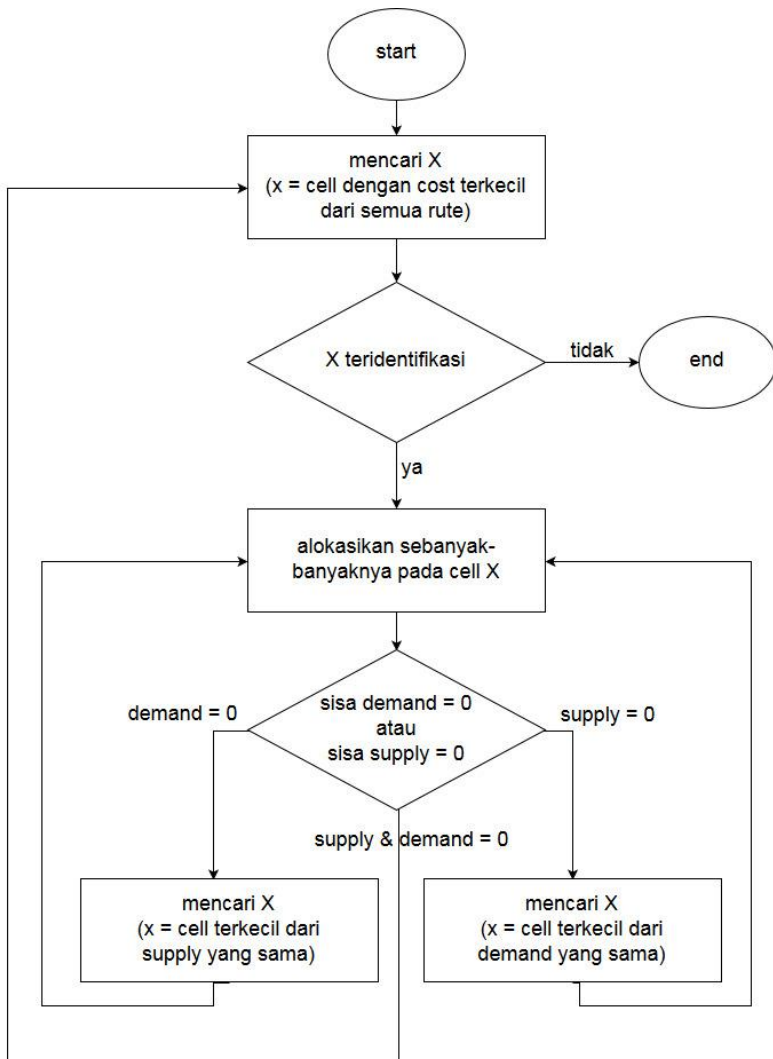 start
mencari X
(x = cell dengan cost terkecil
dari semua rute)
X teridentifikasi
tidak
end
ya
alokasikan sebanyak-
banyaknya pada cell X
demand = 0
sisa demand = 0
atau
sisa supply = 0
supply = 0
supply & demand = 0
mencari X
(x = cell terkecil dari
supply yang sama)
mencari X
(x = cell terkecil dari
demand yang sama)